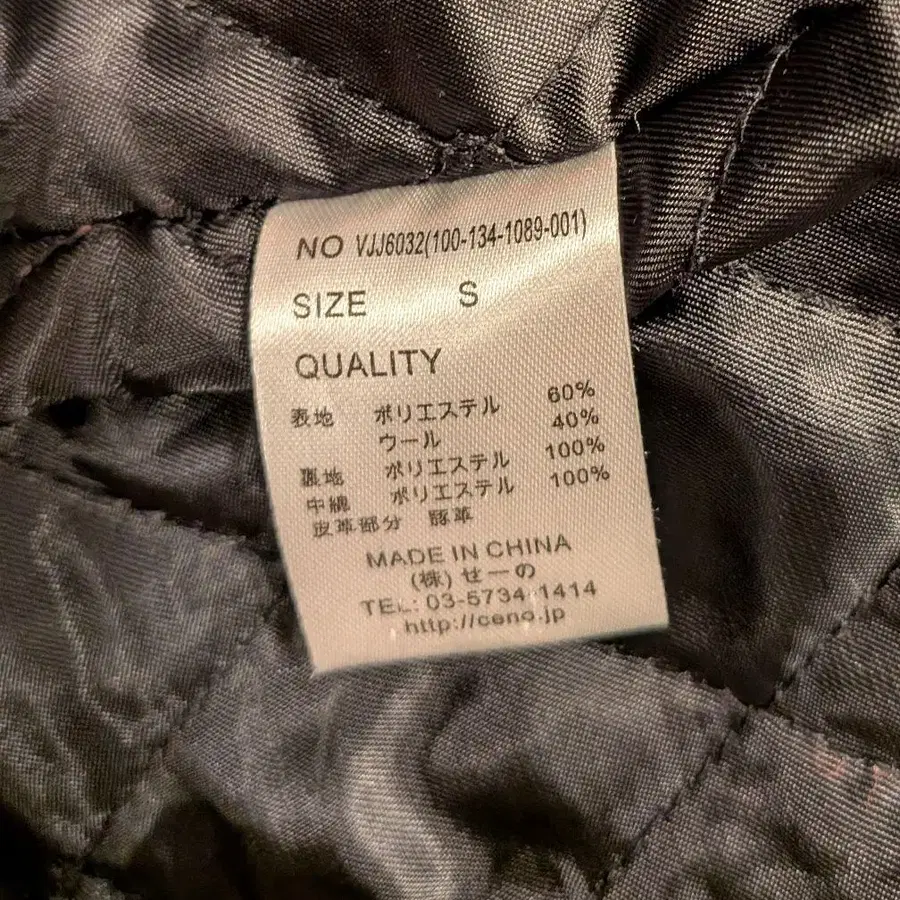 NO VJJ6032(100-134-1089-001)
SIZE S
QUALITY
表地 ポリエステル 60%
ウール 40%
裏地 ポリエステル 100%
中綿 ポリエステル 100%
皮革部分 豚革
MADE IN CHINA
(株)せーの
TEL: 03-5734-1414
http://ceno.jp